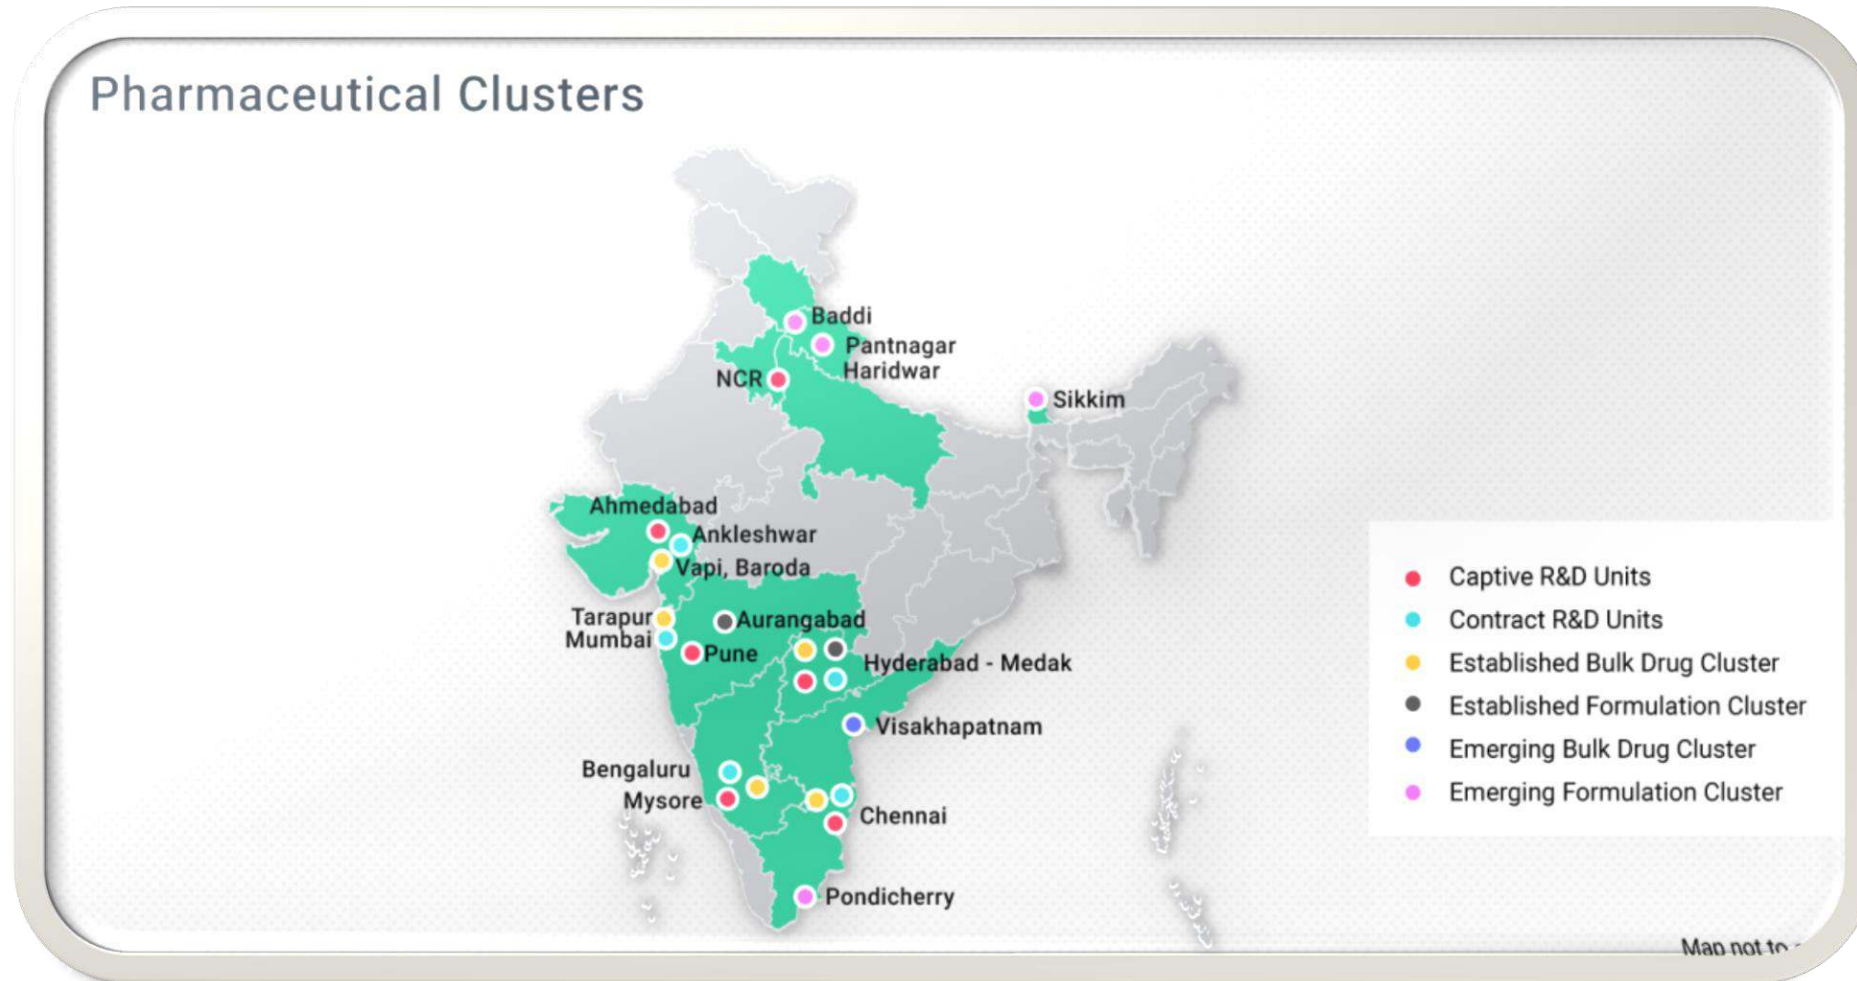 Pharmaceutical Clusters
Baddi
Pantnagar
Haridwar
NCR
Sikkim
Ahmedabad
Ankleshwar
Vapi, Baroda
Tarapur
Mumbai
Aurangabad
Pune
Hyderabad - Medak
Visakhapatnam
Bengaluru
Mysore
Chennai
Pondicherry
Captive R&D Units
Contract R&D Units
Established Bulk Drug Cluster
Established Formulation Cluster
Emerging Bulk Drug Cluster
Emerging Formulation Cluster
Map not to